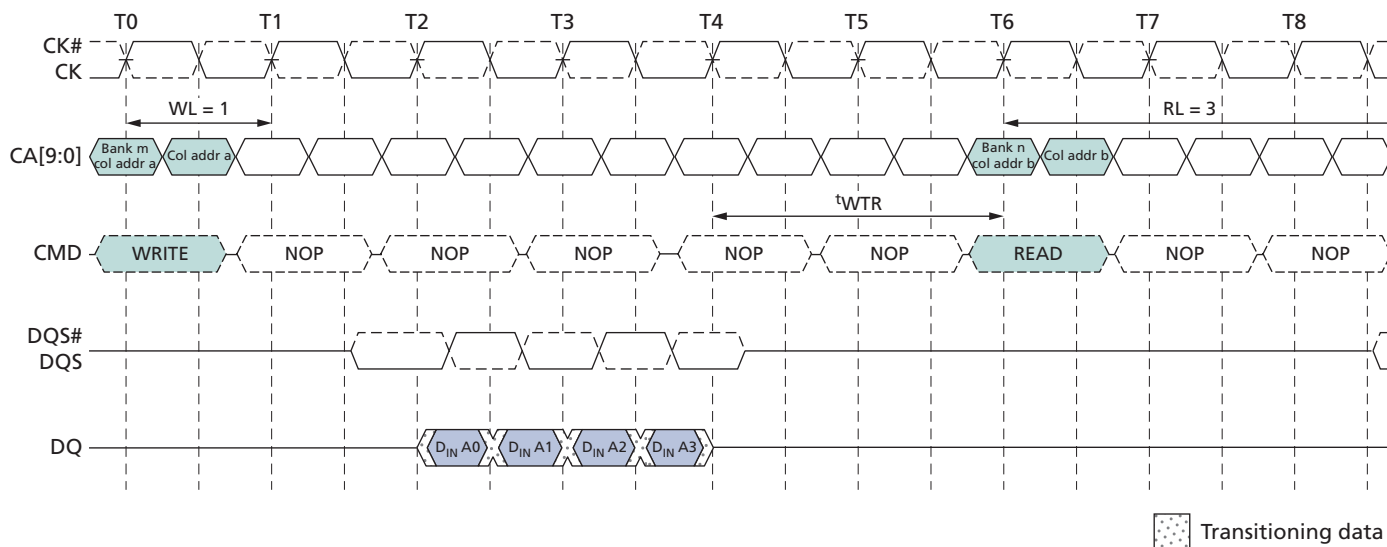 T0 T1 T2 T3 T4 T5 T6 T7 T8
CK#
CK
WL = 1 RL = 3
CA[9:0] Bank m col addr a Col addr a Bank n col addr b Col addr b
tWTR
CMD WRITE NOP NOP NOP NOP NOP READ NOP NOP
DQS#
DQS
DQ DIN A0 DIN A1 DIN A2 DIN A3
Transitioning data